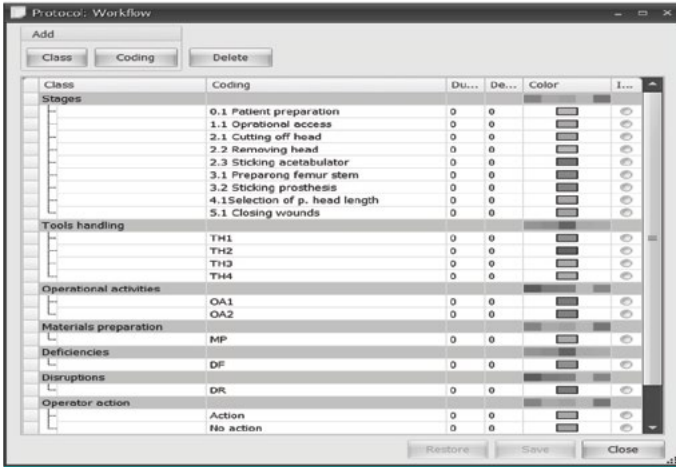 Protocol: Workflow
Add
Class Coding Delete
Class Coding Du... De... Color I...
Stages
0.1 Patient preparation 0 0
1.1 Oprational access 0 0
2.1 Cutting off head 0 0
2.2 Removing head 0 0
2.3 Sticking acetabulator 0 0
3.1 Preparong femur stem 0 0
3.2 Sticking prosthesis 0 0
4.1Selection of p. head length 0 0
5.1 Closing wounds 0 0
Tools handling
TH1 0 0
TH2 0 0
TH3 0 0
TH4 0 0
Operational activities
OA1 0 0
OA2 0 0
Materials preparation
MP 0 0
Deficiencies
DF 0 0
Disruptions
DR 0 0
Operator action
Action 0 0
No action 0 0
Restore Save Close